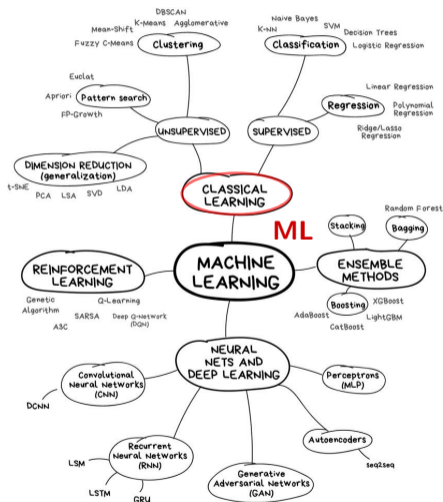 DBSCAN
K-Means
Agglomerative
Mean-Shift
Fuzzy C-Means
Clustering
Naive Bayes
K-NN
SVM
Decision Trees
Logistic Regression
Classification
Euclat
Apriori
Pattern search
FP-Growth
Linear Regression
Regression
Polynomial
Regression
Ridge/Lasso
Regression
UNSUPERVISED
SUPERVISED
DIMENSION REDUCTION
(generalization)
t-SNE
PCA
LSA
SVD
LDA
CLASSICAL
LEARNING
ML
Random Forest
Stacking
Bagging
MACHINE
LEARNING
REINFORCEMENT
LEARNING
ENSEMBLE
METHODS
Genetic
Algorithm
Q-Learning
SARSA
Deep Q-Network
(DQN)
A3C
Boosting
XGBoost
AdaBoost
LightGBM
CatBoost
NEURAL
NETS AND
DEEP LEARNING
Convolutional
Neural Networks
(CNN)
DCNN
Perceptrons
(MLP)
Recurrent
Neural Networks
(RNN)
LSM
LSTM
GRU
Autoencoders
seq2seq
Generative
Adversarial Networks
(GAN)